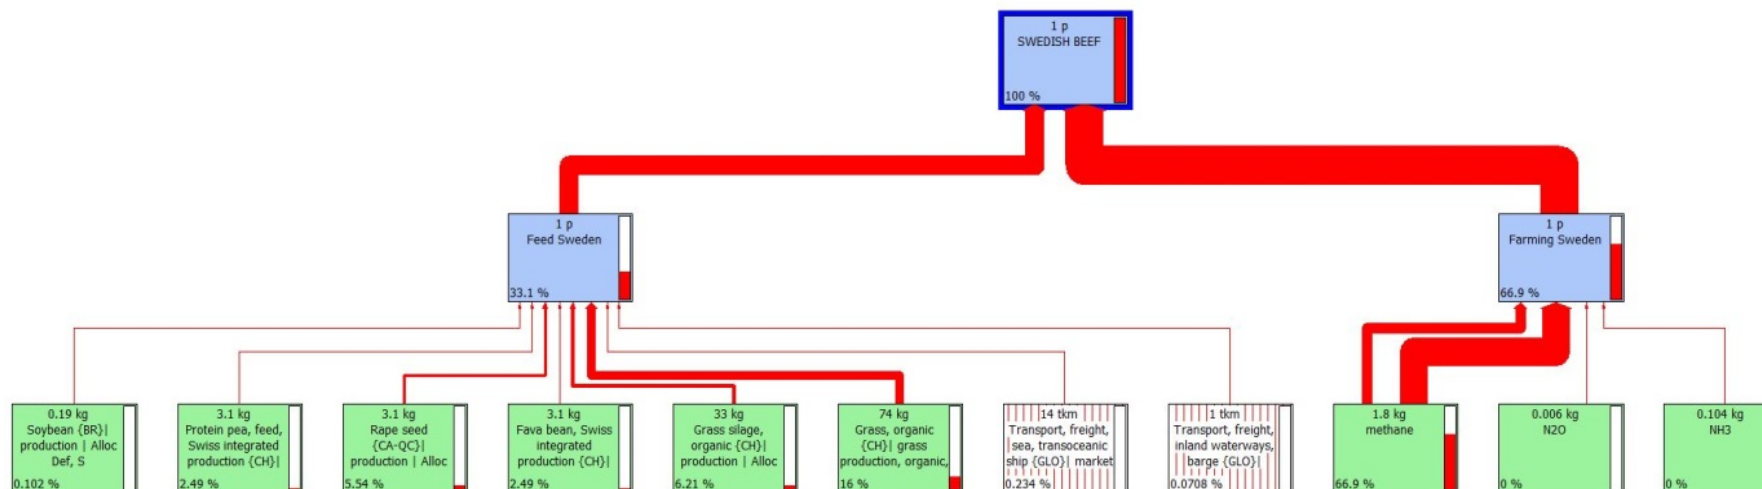 1 p
SWEDISH BEEF
100 %
1 p
Feed Sweden
33.1 %
1 p
Farming Sweden
66.9 %
0.19 kg
Soybean {BR}|
production | Alloc
Def, S
0.102 %
3.1 kg
Protein pea, feed,
Swiss integrated
production {CH}|
2.49 %
3.1 kg
Rape seed
{CA-QC}|
production | Alloc
5.54 %
3.1 kg
Fava bean, Swiss
integrated
production {CH}|
2.49 %
33 kg
Grass silage,
organic {CH}|
production | Alloc
6.21 %
74 kg
Grass, organic
{CH}| grass
production, organic,
16 %
14 tkm
Transport, freight,
sea, transoceanic
ship {GLO}| market
0.234 %
1 tkm
Transport, freight,
inland waterways,
barge {GLO}|
0.0708 %
1.8 kg
methane
66.9 %
0.006 kg
N2O
0 %
0.104 kg
NH3
0 %